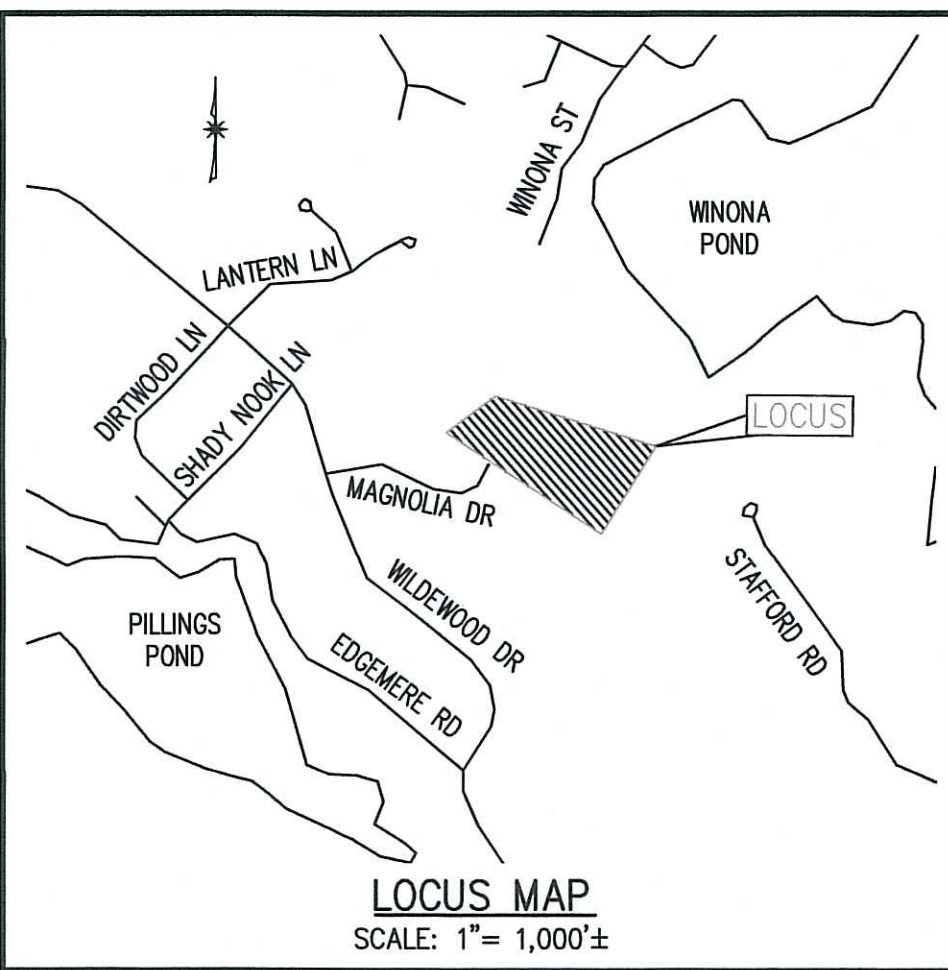 WINONA ST
WINONA
POND
LANTERN LN
DIRTWOOD LN
SHADY NOOK LN
LOCUS
MAGNOLIA DR
STAFFORD RD
WILDEWOOD DR
PILLINGS
POND
EDGEMERE RD
LOCUS MAP
SCALE: 1"= 1,000'±